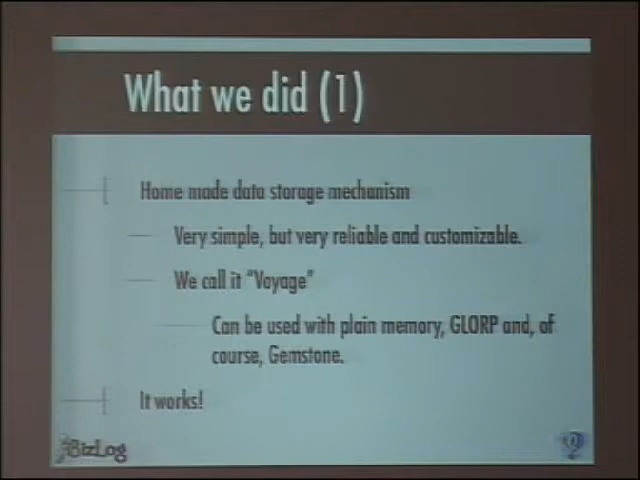 What we did (1)
Home made data storage mechanism
Very simple, but very reliable and customizable.
We call it "Voyage"
Can be used with plain memory, GLORP and, of
course, Gemstone.
It works!
BizLog